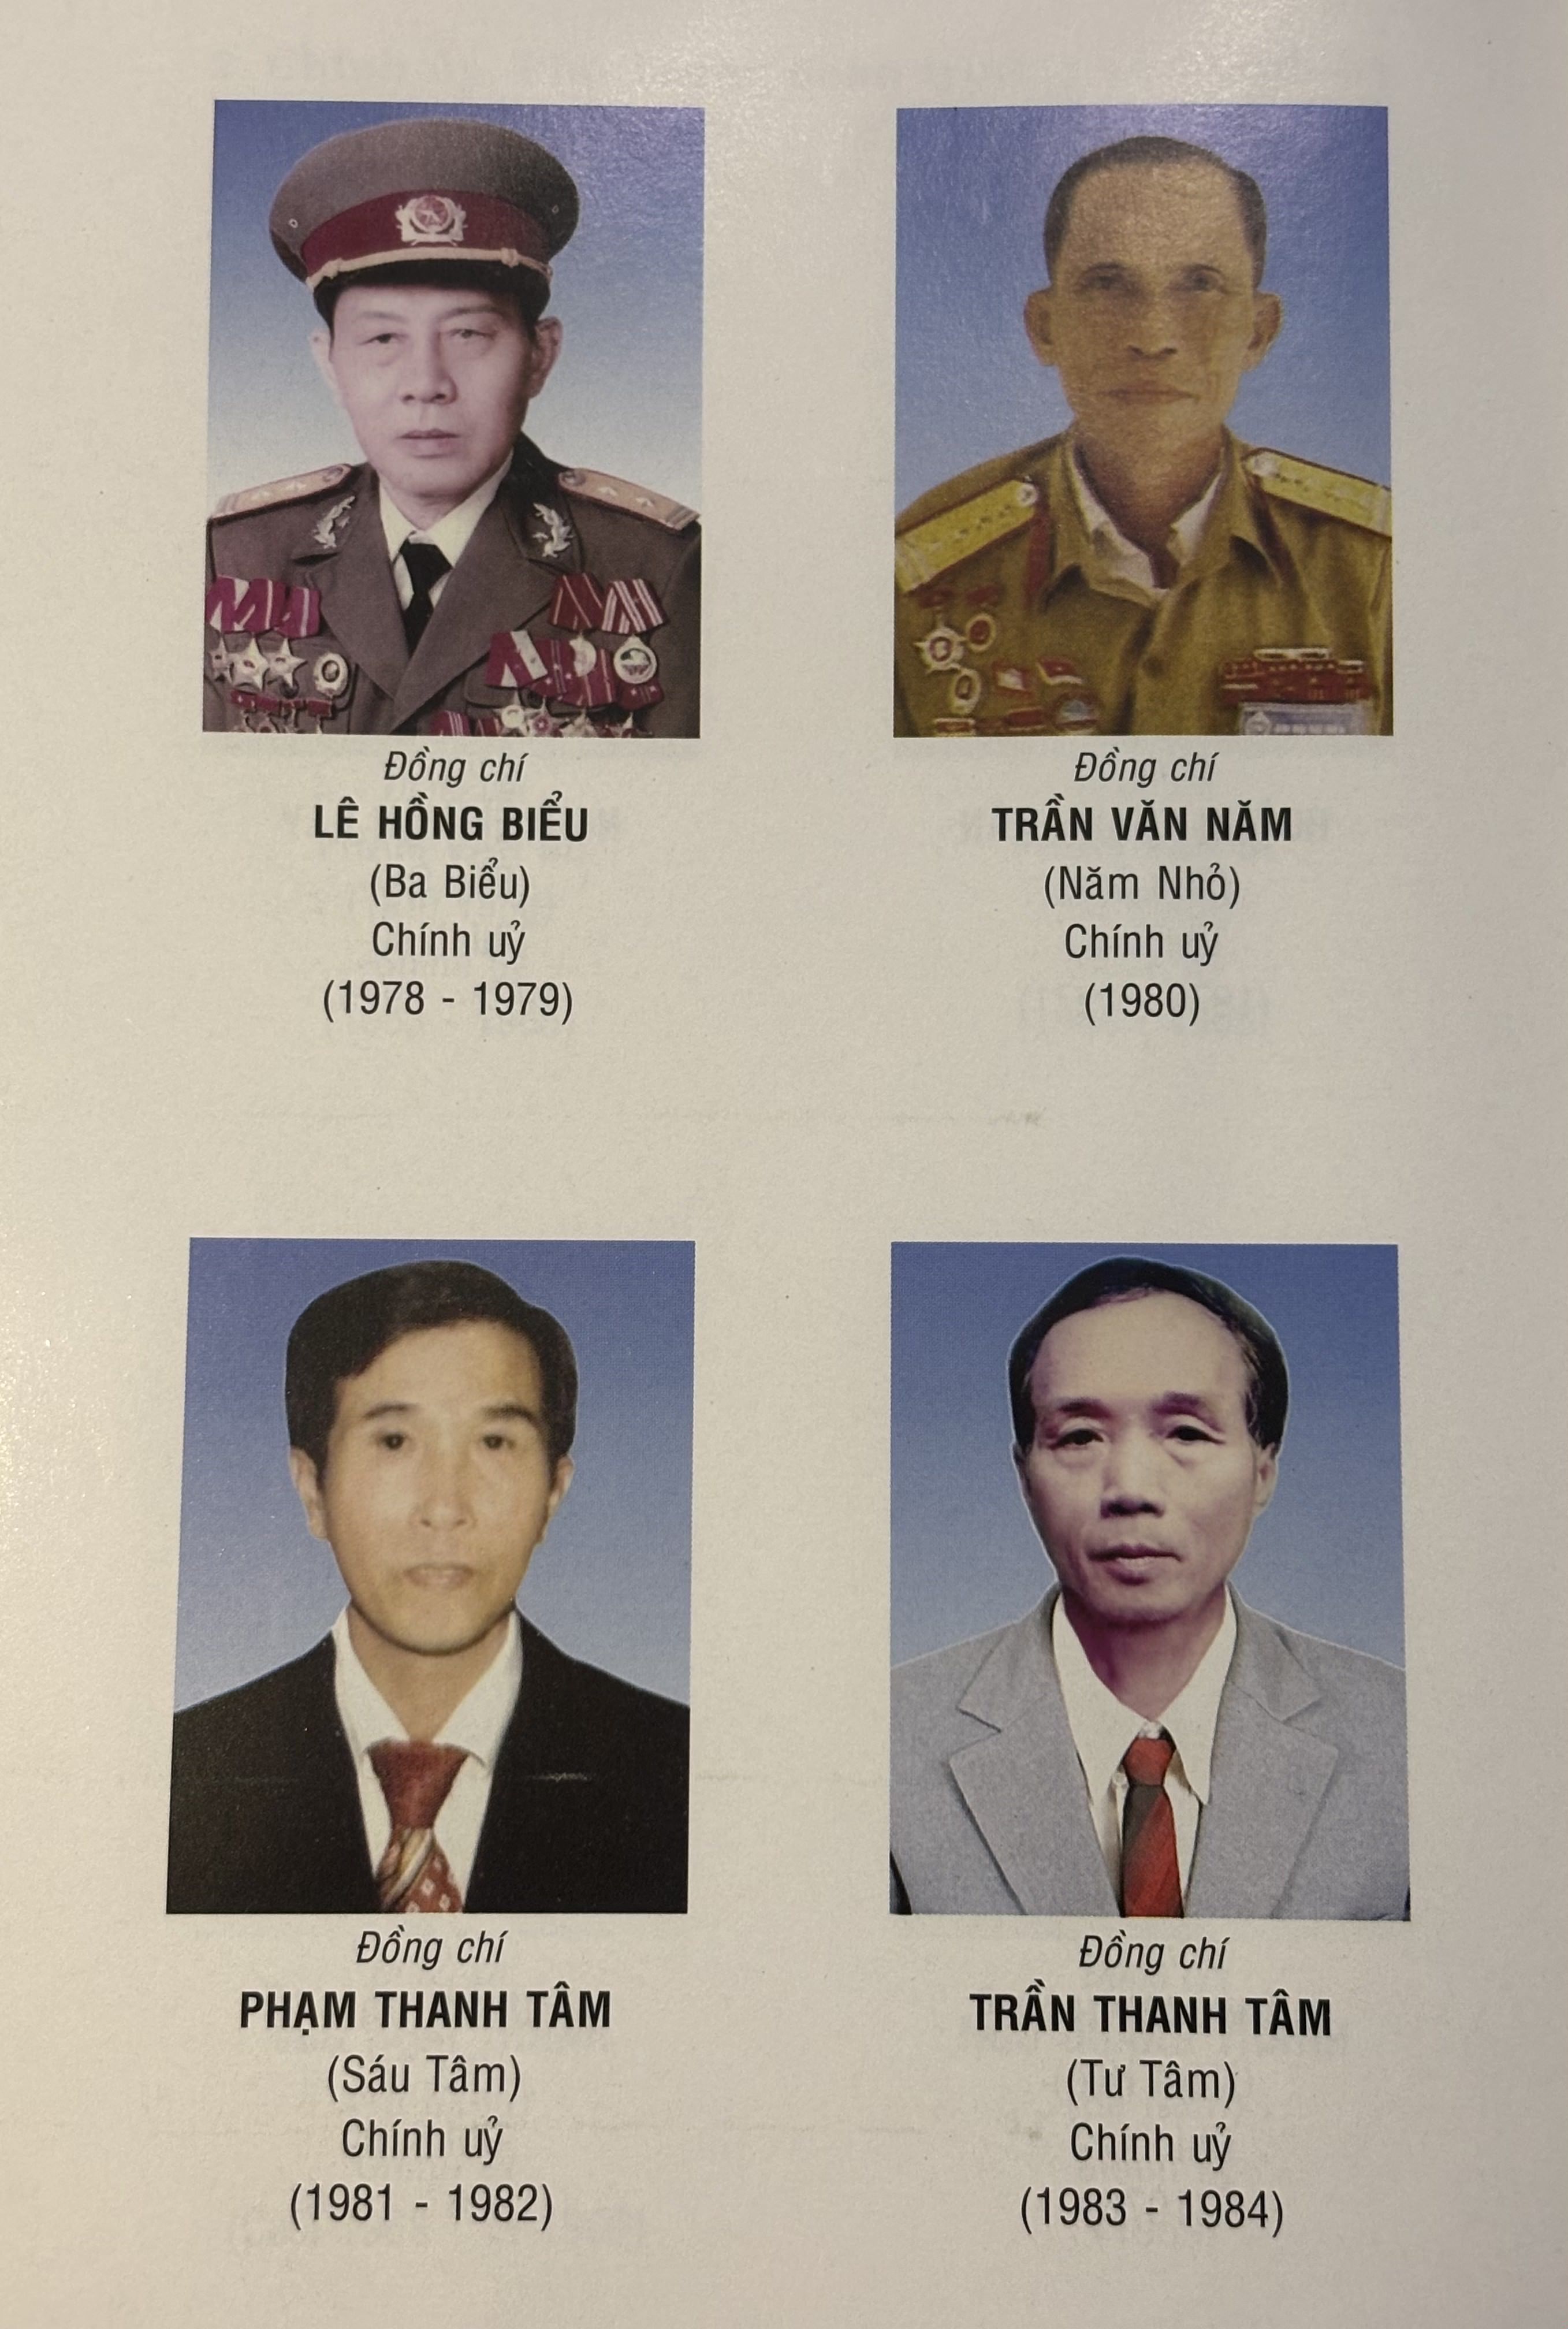 Đồng chí
LÊ HỒNG BIỂU
(Ba Biểu)
Chính uỷ
(1978 - 1979)
Đồng chí
TRẦN VĂN NĂM
(Năm Nhỏ)
Chính uỷ
(1980)
Đồng chí
PHẠM THANH TÂM
(Sáu Tâm)
Chính uỷ
(1981 - 1982)
Đồng chí
TRẦN THANH TÂM
(Tư Tâm)
Chính uỷ
(1983 - 1984)